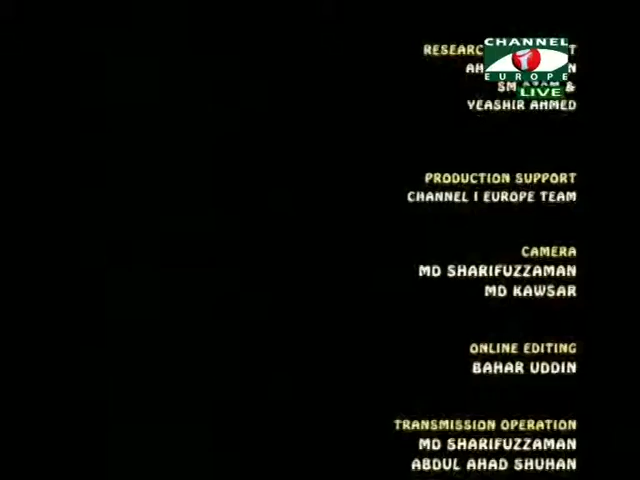 CHANNEL
i
EUROPE
LIVE
YEASHIR AHMED
PRODUCTION SUPPORT
CHANNEL I EUROPE TEAM
CAMERA
MD SHARIFUZZAMAN
MD KAWSAR
ONLINE EDITING
BAHAR UDDIN
TRANSMISSION OPERATION
MD SHARIFUZZAMAN
ABDUL AHAD SHUHAN